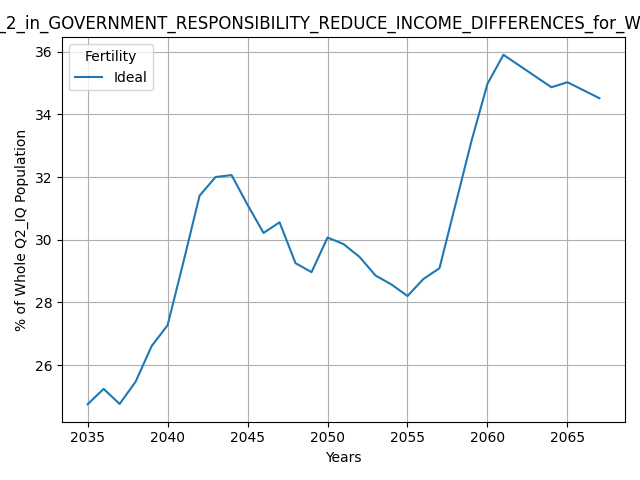 _2_in_GOVERNMENT_RESPONSIBILITY_REDUCE_INCOME_DIFFERENCES_for_W
Fertility
Ideal
% of Whole Q2_IQ Population
36
34
32
30
28
26
2035 2040 2045 2050 2055 2060 2065
Years